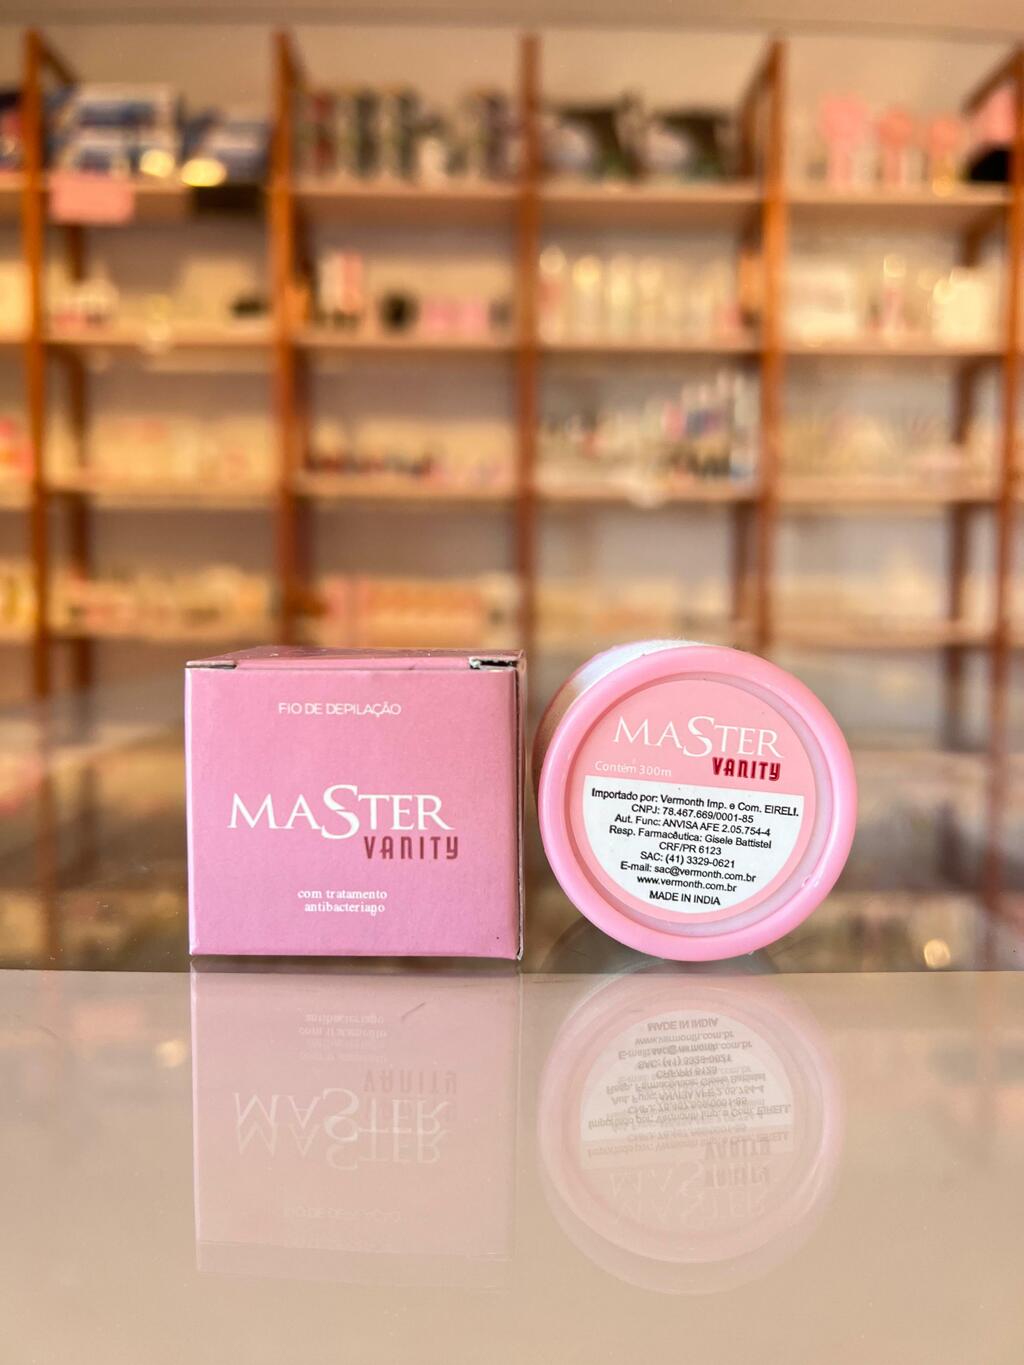 FIO DE DEPILAÇÃO
MASTER
VANITY
com tratamento
antibacteriano
MASTER
VANITY
Contém 300m
Importado por: Vermonth Imp. e Com. EIRELI.
CNPJ: 78.467.669/0001-85
Aut. Func: ANVISA AFE 2.05.754-4
Resp. Farmacêutica: Gisele Battistel
CRF/PR 6123
SAC: (41) 3329-0621
E-mail: sac@vermonth.com.br
www.vermonth.com.br
MADE IN INDIA